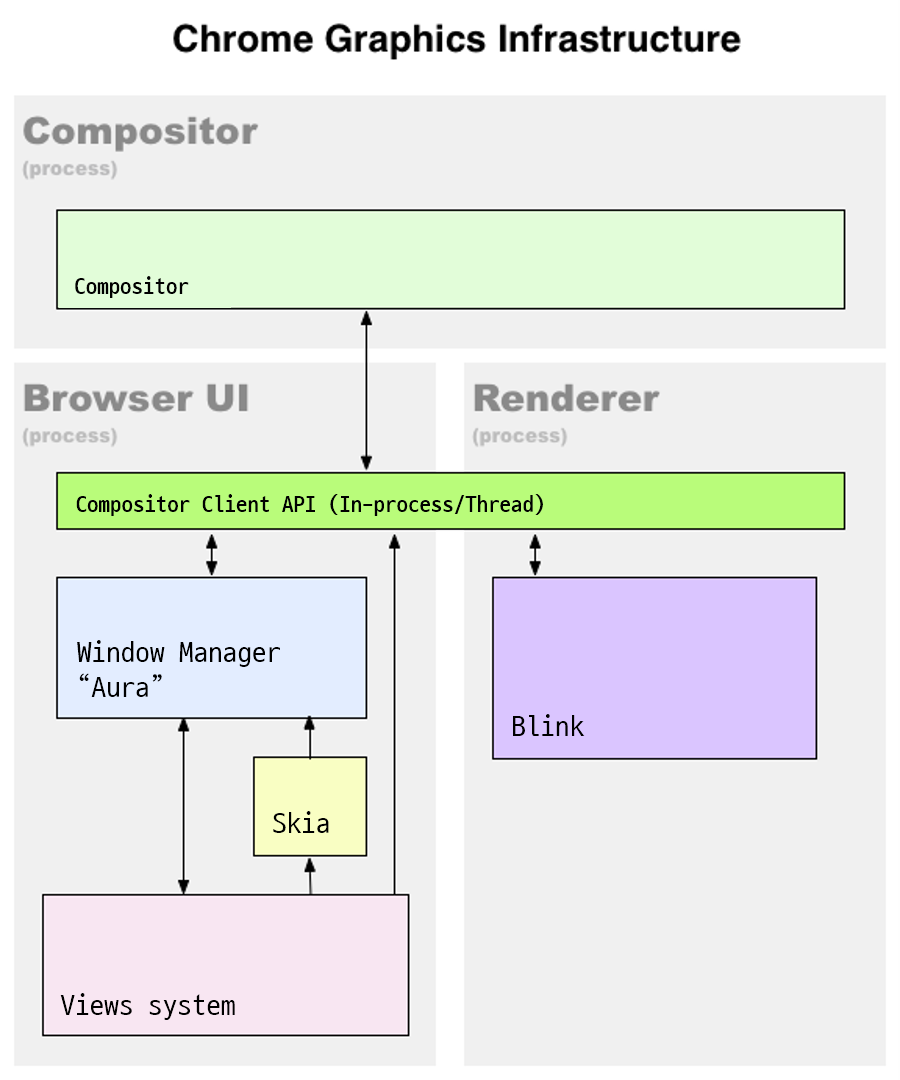 Chrome Graphics Infrastructure
Compositor
(process)
Compositor
Browser UI
(process)
Renderer
(process)
Compositor Client API (In-process/Thread)
Window Manager
“Aura”
Blink
Skia
Views system